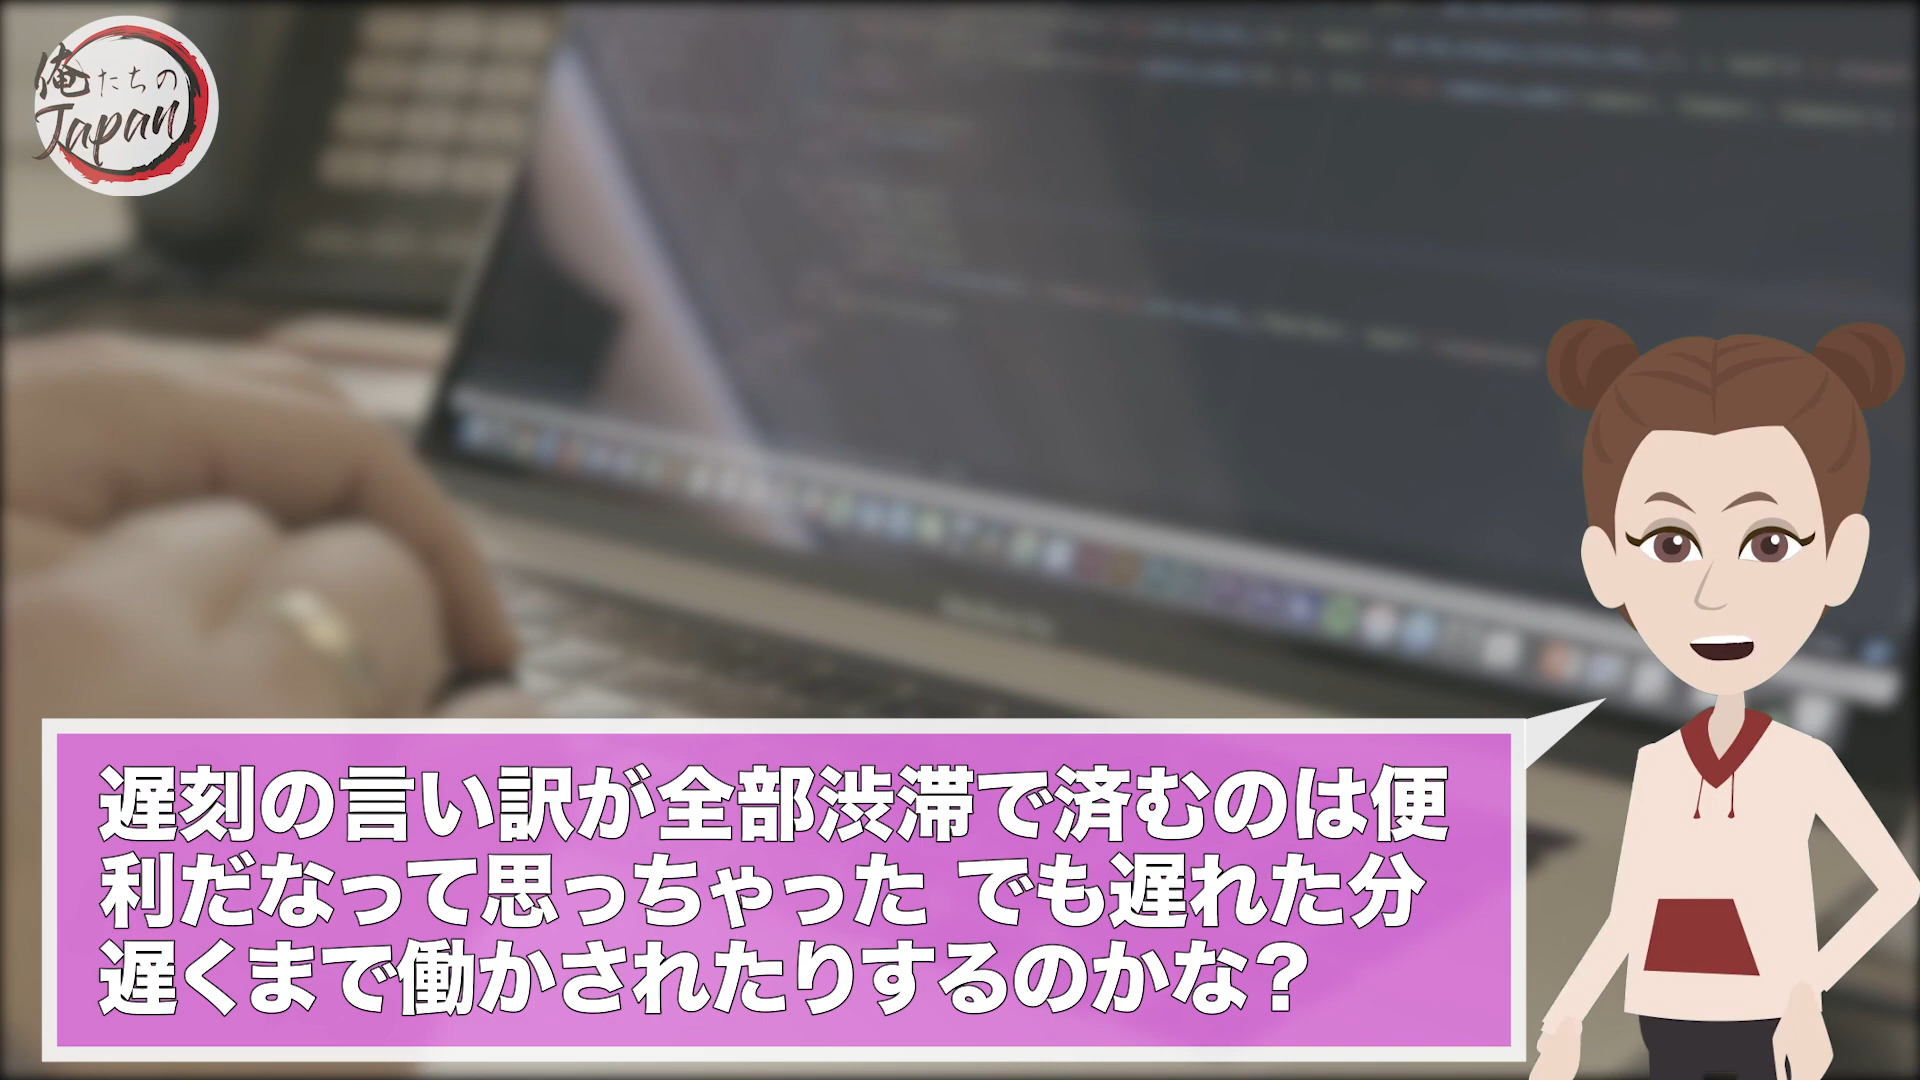 俺たちの
Japan
遅刻の言い訳が全部渋滞で済むのは便
利だなって思っちゃった でも遅れた分
遅くまで働かされたりするのかな?